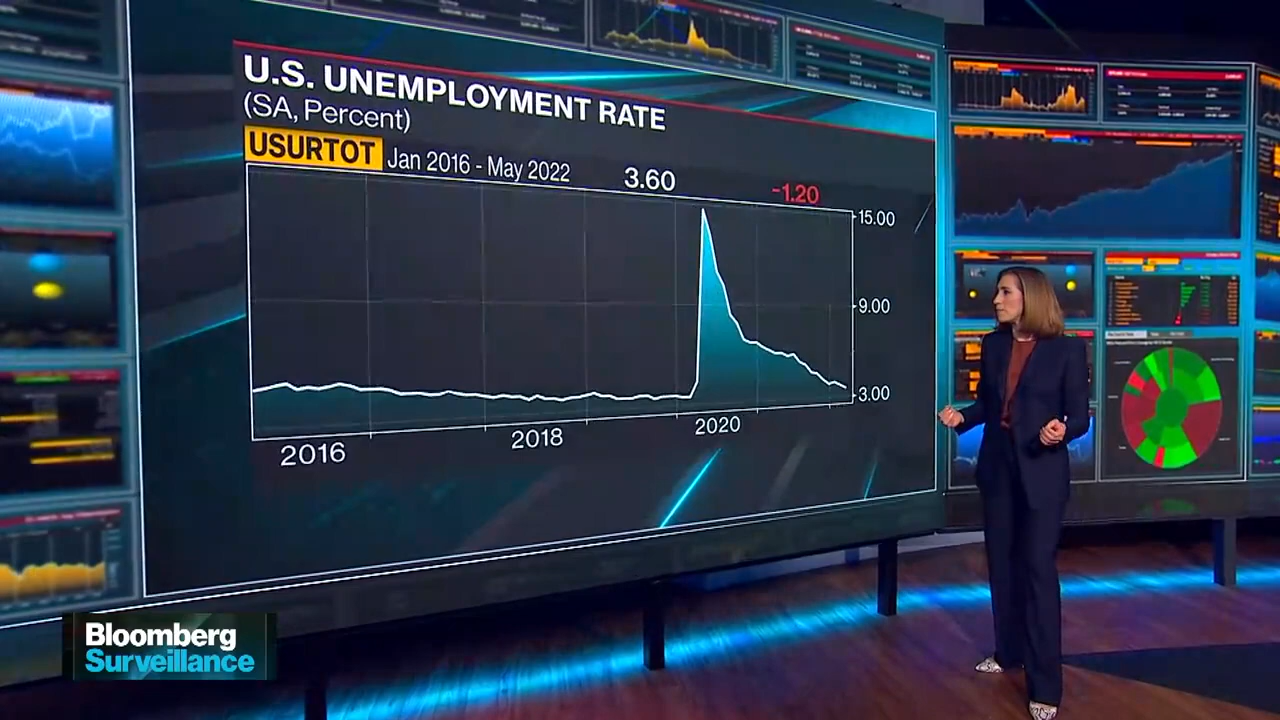 U.S. UNEMPLOYMENT RATE
(SA, Percent)
USURTOT Jan 2016 - May 2022 3.60 -1.20
15.00
9.00
3.00
2016 2018 2020
Bloomberg
Surveillance